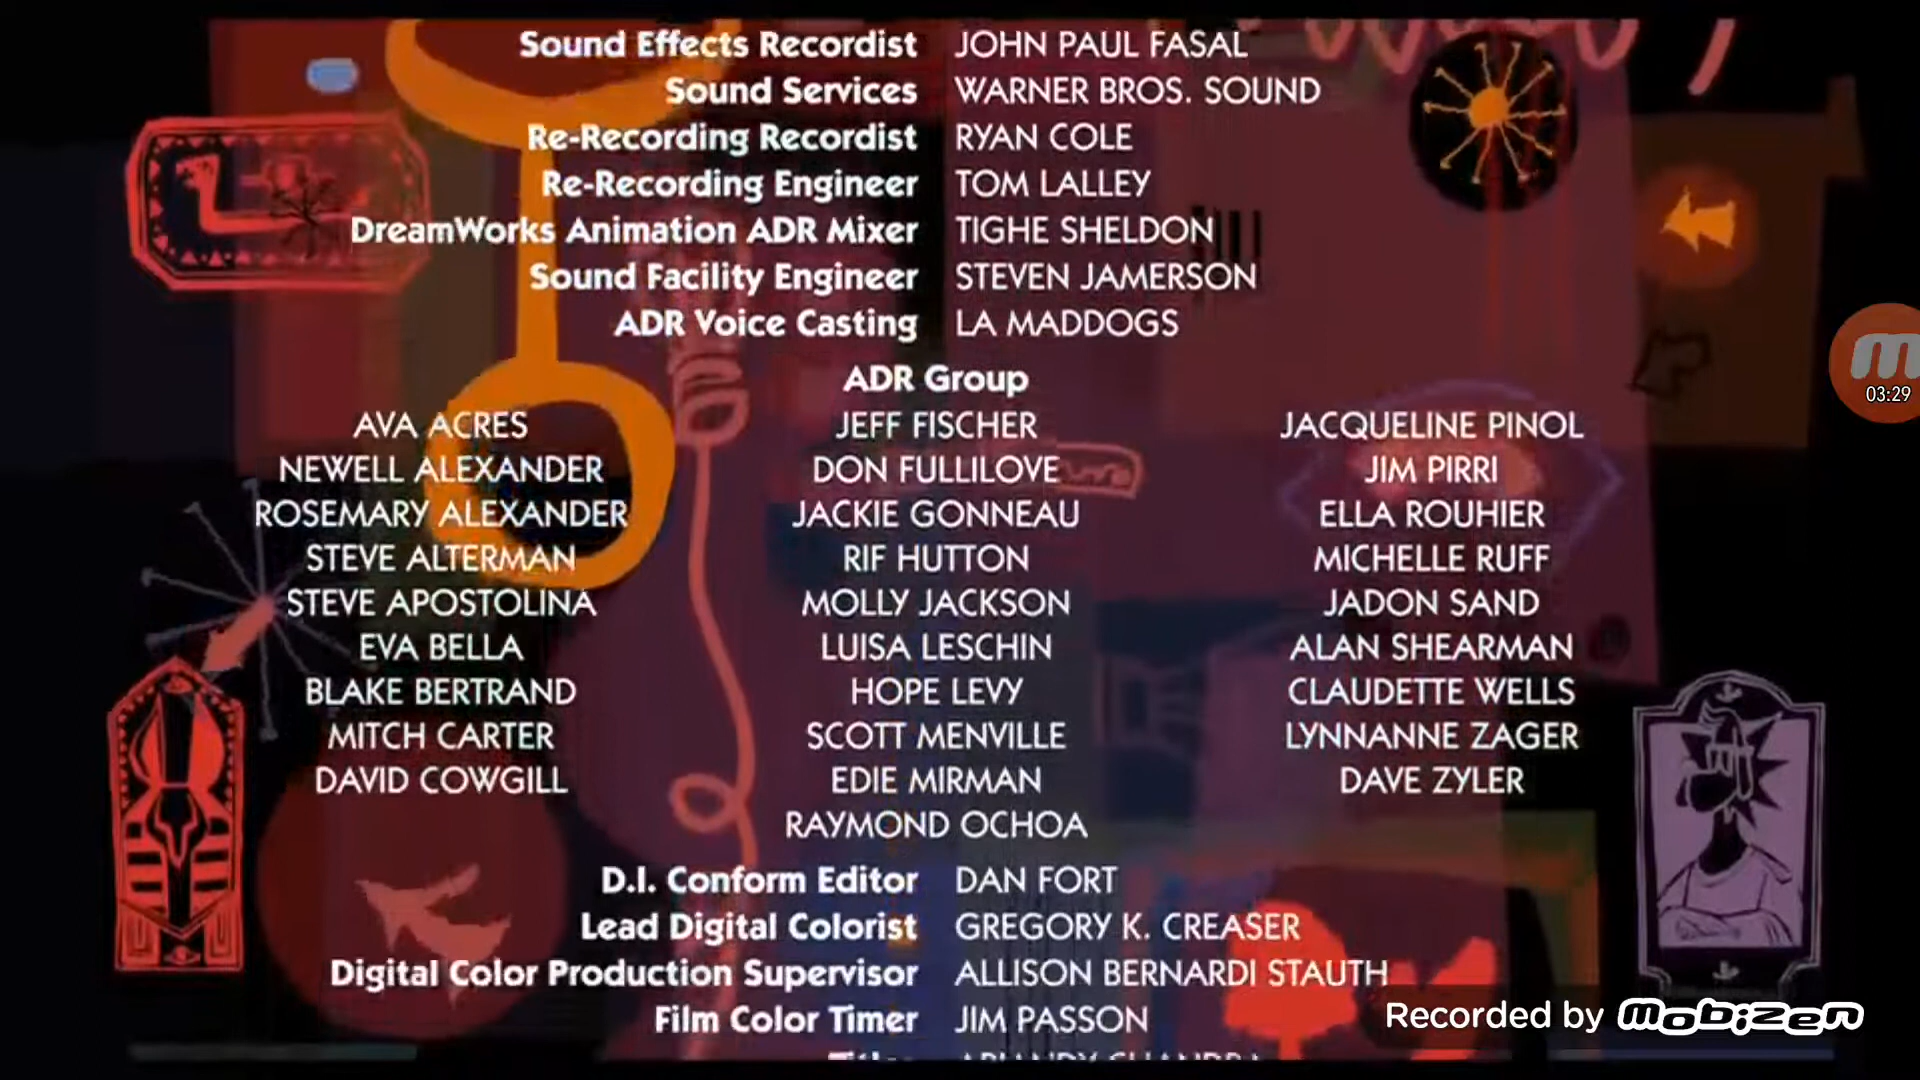 Sound Effects Recordist JOHN PAUL FASAL
Sound Services WARNER BROS. SOUND
Re-Recording Recordist RYAN COLE
Re-Recording Engineer TOM LALLEY
DreamWorks Animation ADR Mixer TIGHE SHELDON
Sound Facility Engineer STEVEN JAMERSON
ADR Voice Casting LA MADDOGS
03:29
ADR Group
AVA ACRES JEFF FISCHER JACQUELINE PINOL
NEWELL ALEXANDER DON FULLILOVE JIM PIRRI
ROSEMARY ALEXANDER JACKIE GONNEAU ELLA ROUHIER
STEVE ALTERMAN RIF HUTTON MICHELLE RUFF
STEVE APOSTOLINA MOLLY JACKSON JADON SAND
EVA BELLA LUISA LESCHIN ALAN SHEARMAN
BLAKE BERTRAND HOPE LEVY CLAUDETTE WELLS
MITCH CARTER SCOTT MENVILLE LYNNANNE ZAGER
DAVID COWGILL EDIE MIRMAN DAVE ZYLER
RAYMOND OCHOA
D.I. Conform Editor DAN FORT
Lead Digital Colorist GREGORY K. CREASER
Digital Color Production Supervisor ALLISON BERNARDI STAUTH
Film Color Timer JIM PASSON
Recorded by mobizen